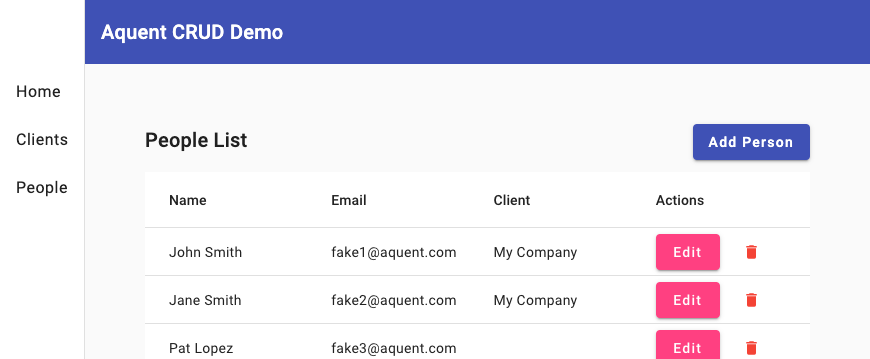 Aquent CRUD Demo
Home
Clients
People
People List
Add Person
Name Email Client Actions
John Smith fake1@aquent.com My Company Edit
Jane Smith fake2@aquent.com My Company Edit
Pat Lopez fake3@aquent.com Edit